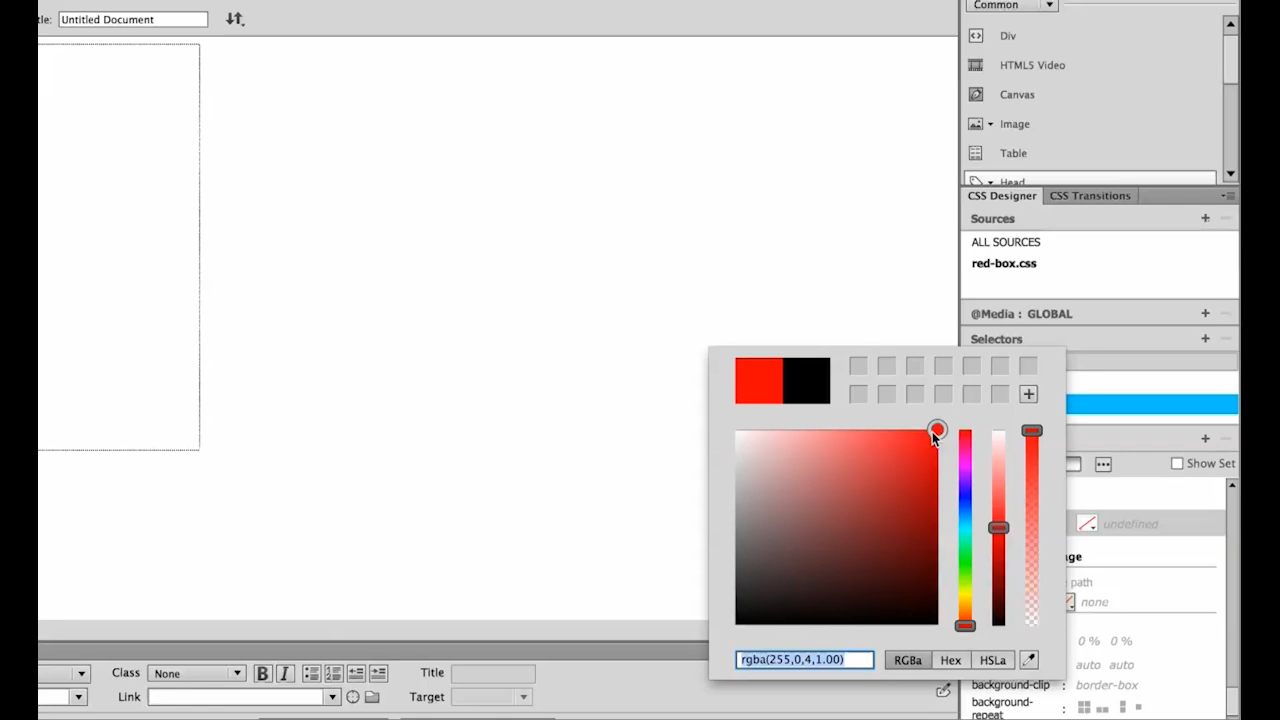 tle: Untitled Document
Common
Div
HTML5 Video
Canvas
Image
Table
Head
CSS Designer CSS Transitions
Sources
ALL SOURCES
red-box.css
@Media : GLOBAL
Selectors
Show Set
undefined
age
path
none
0 % 0 %
auto auto
background-clip : border-box
background-
repeat :
rgba(255,0,4,1.00) RGBa Hex HSLa
Class None B I Title
Link Target